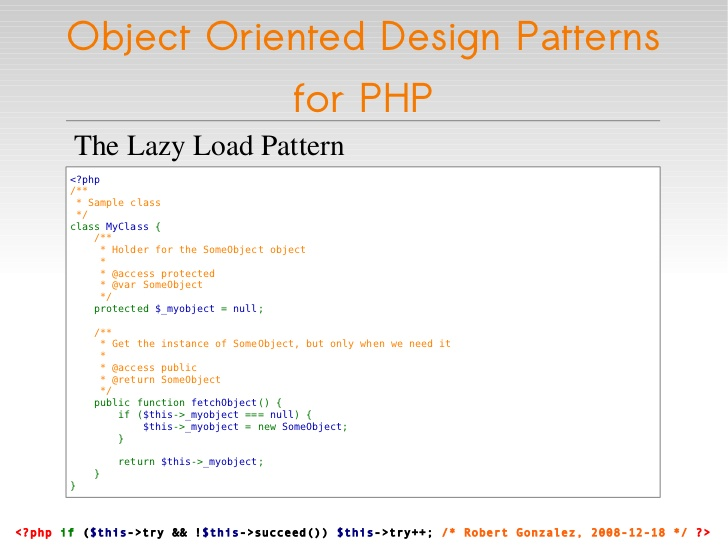 Object Oriented Design Patterns
for PHP
The Lazy Load Pattern
<?php
/**
 * Sample class
 */
class MyClass {
    /**
     * Holder for the SomeObject object
     *
     * @access protected
     * @var SomeObject
     */
    protected $_myobject = null;

    /**
     * Get the instance of SomeObject, but only when we need it
     *
     * @access public
     * @return SomeObject
     */
    public function fetchObject() {
        if ($this->_myobject === null) {
            $this->_myobject = new SomeObject;
        }

        return $this->_myobject;
    }
}
<?php if ($this->try && !$this->succeed()) $this->try++; /* Robert Gonzalez, 2008-12-18 */ ?>